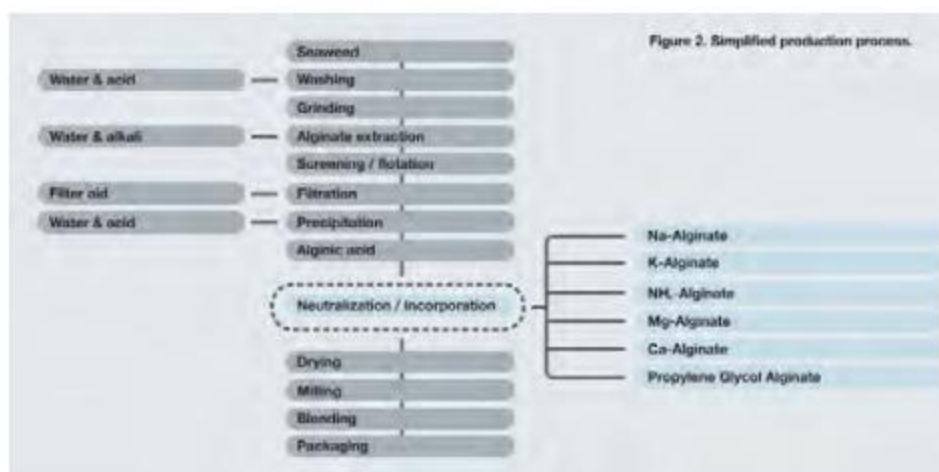 Figure 2. Simplified production process.
Seaweed
Water & acid
Washing
Grinding
Water & alkali
Alginate extraction
Screening / flotation
Filter aid
Filtration
Water & acid
Precipitation
Alginic acid
Neutralization / Incorporation
Na-Alginate
K-Alginate
NH₄-Alginate
Mg-Alginate
Ca-Alginate
Propylene Glycol Alginate
Drying
Milling
Blending
Packaging